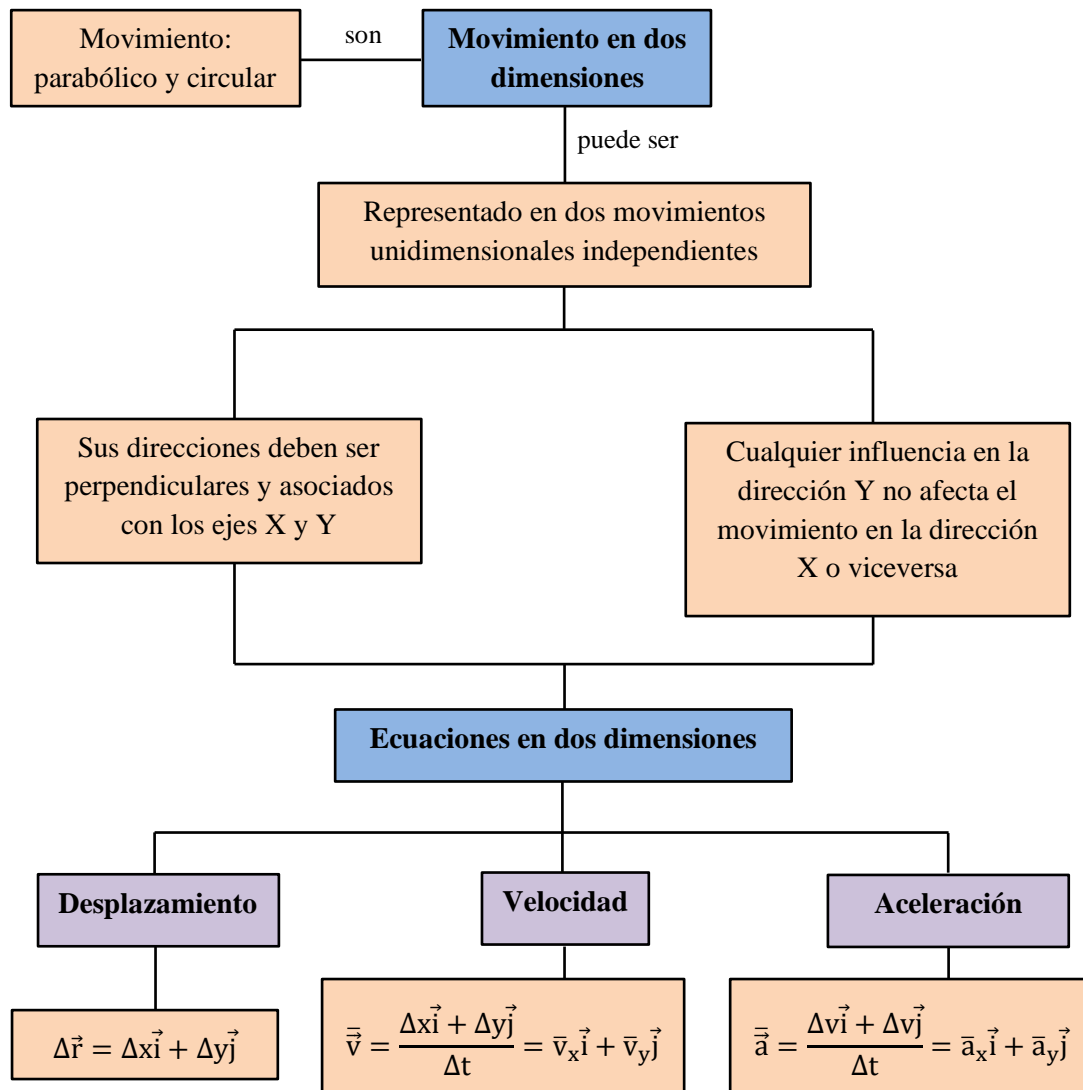 Movimiento:
parabólico y circular
son
Movimiento en dos
dimensiones
puede ser
Representado en dos movimientos
unidimensionales independientes
Sus direcciones deben ser
perpendiculares y asociados
con los ejes X y Y
Cualquier influencia en la
dirección Y no afecta el
movimiento en la dirección
X o viceversa
Ecuaciones en dos dimensiones
Desplazamiento
Velocidad
Aceleración
Δr⃗ = Δxi⃗ + Δyj⃗
v̄⃗ = (Δxi⃗ + Δyj⃗)/Δt = v̄ₓi⃗ + v̄ᵧj⃗
ā⃗ = (Δvi⃗ + Δvj⃗)/Δt = āₓi⃗ + āᵧj⃗